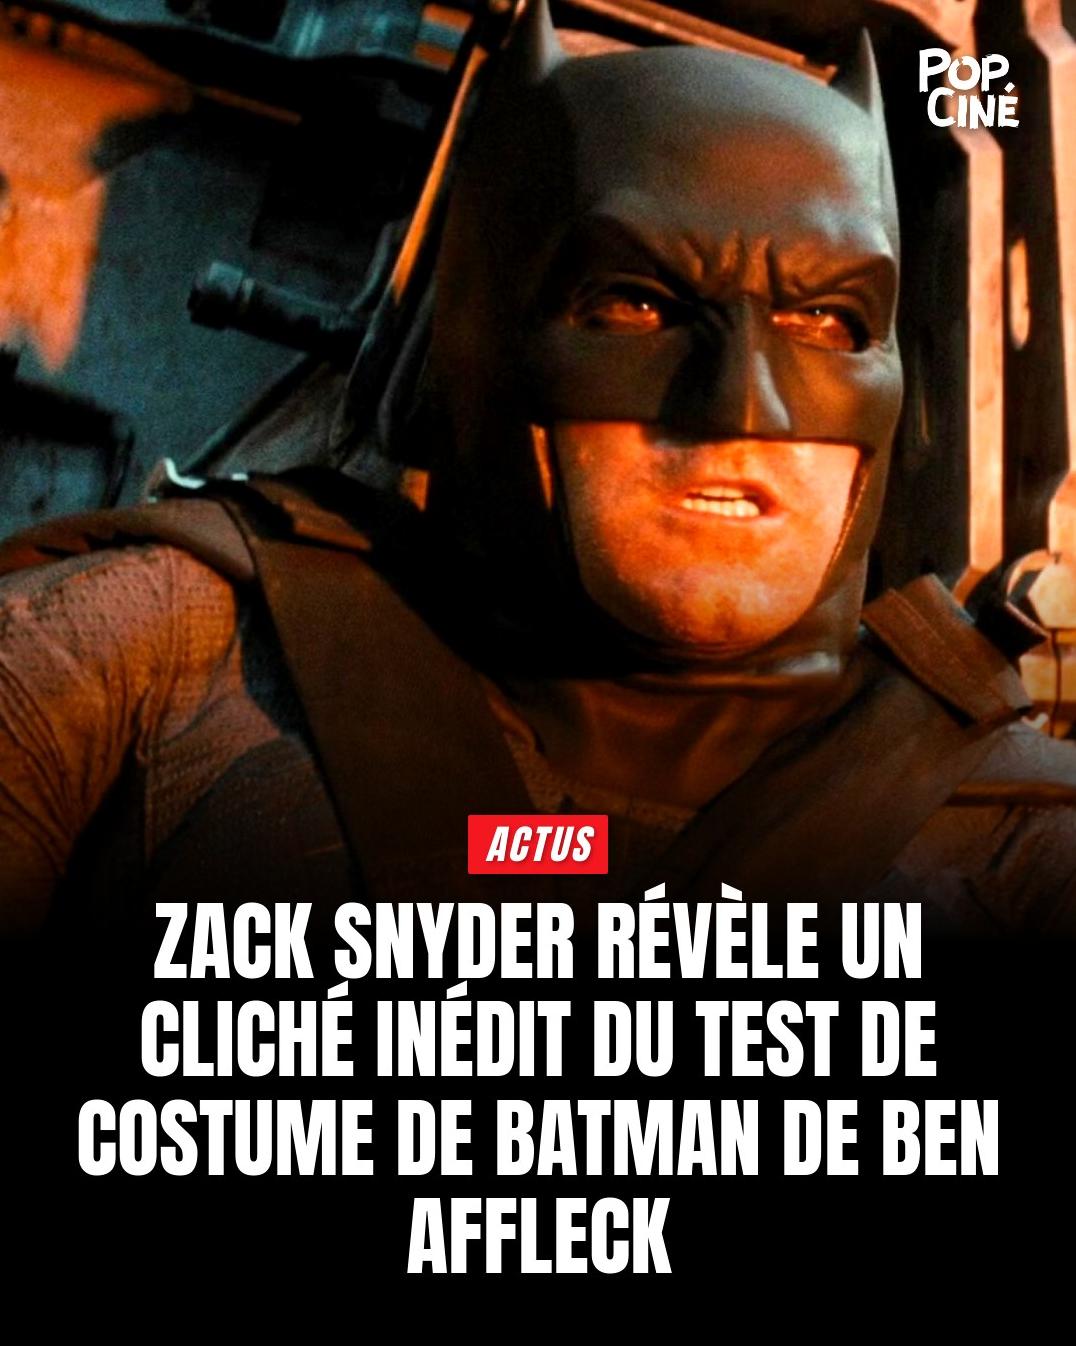 POP.
CINÉ
ACTUS
ZACK SNYDER RÉVÈLE UN
CLICHÉ INÉDIT DU TEST DE
COSTUME DE BATMAN DE BEN
AFFLECK